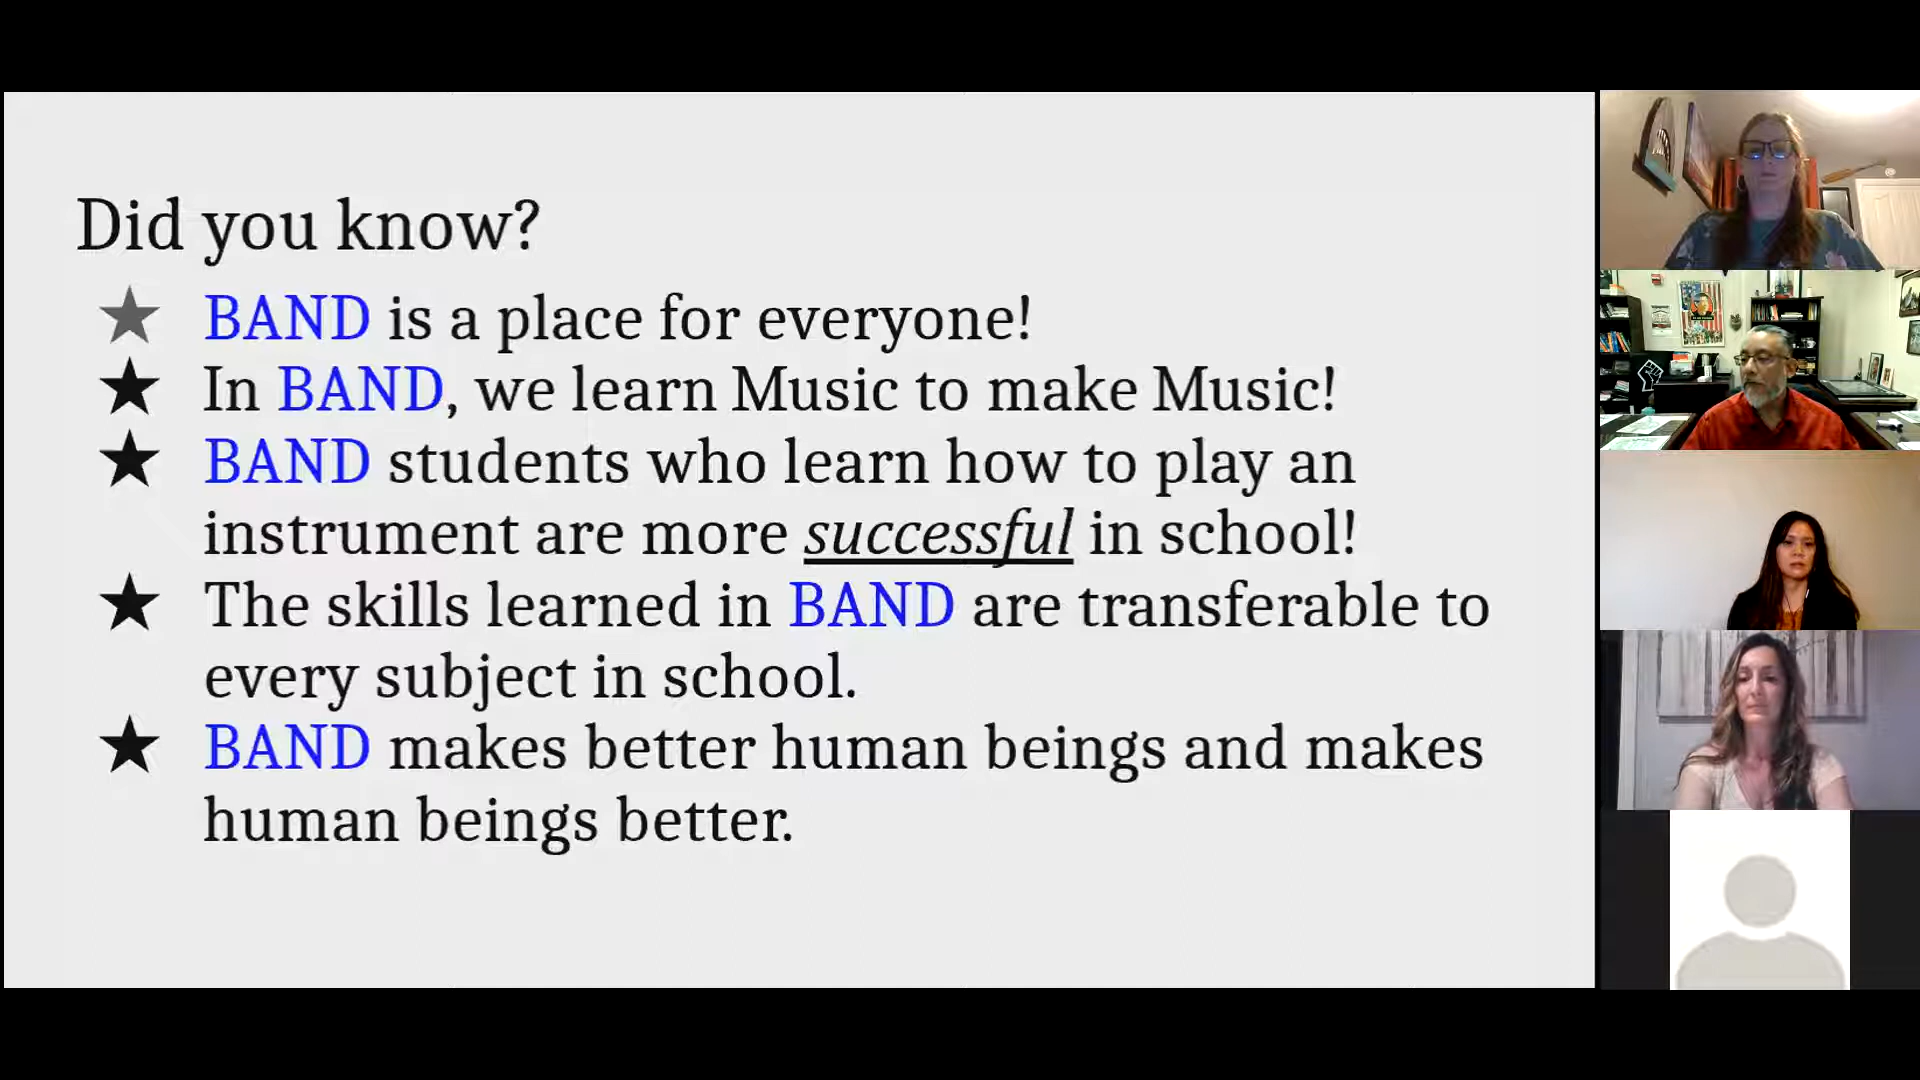 Did you know?
★ BAND is a place for everyone!
★ In BAND, we learn Music to make Music!
★ BAND students who learn how to play an
instrument are more successful in school!
★ The skills learned in BAND are transferable to
every subject in school.
★ BAND makes better human beings and makes
human beings better.